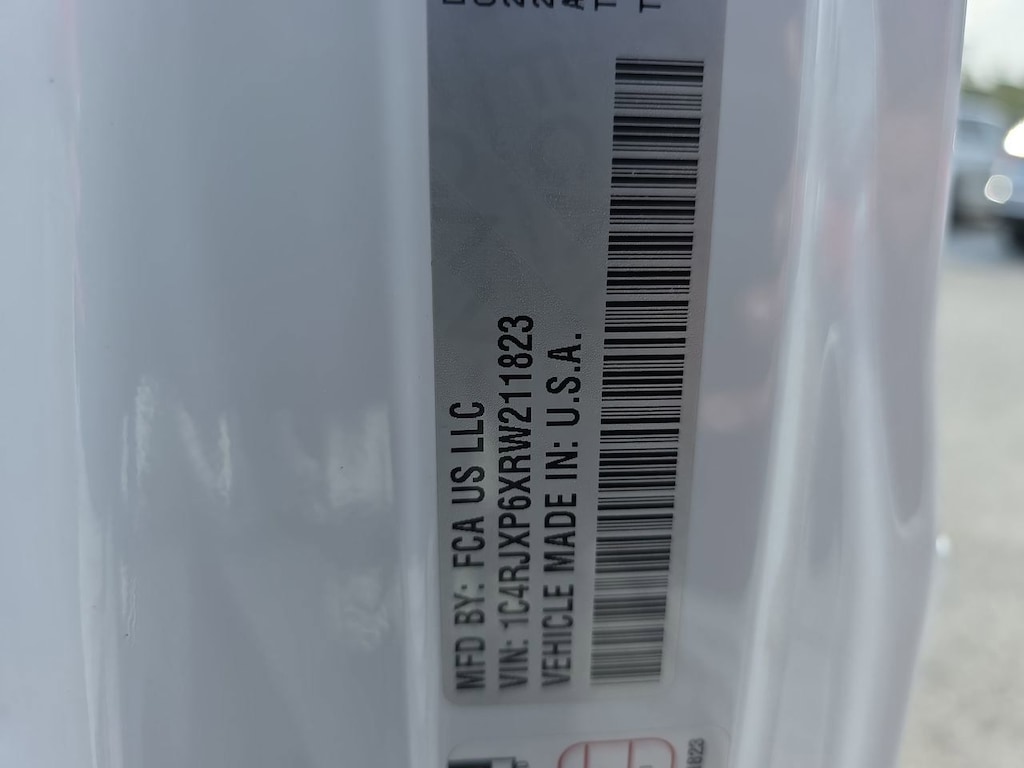 MFD BY: FCA US LLC
VIN: 1C4RJXP6XRW211823
VEHICLE MADE IN: U.S.A.